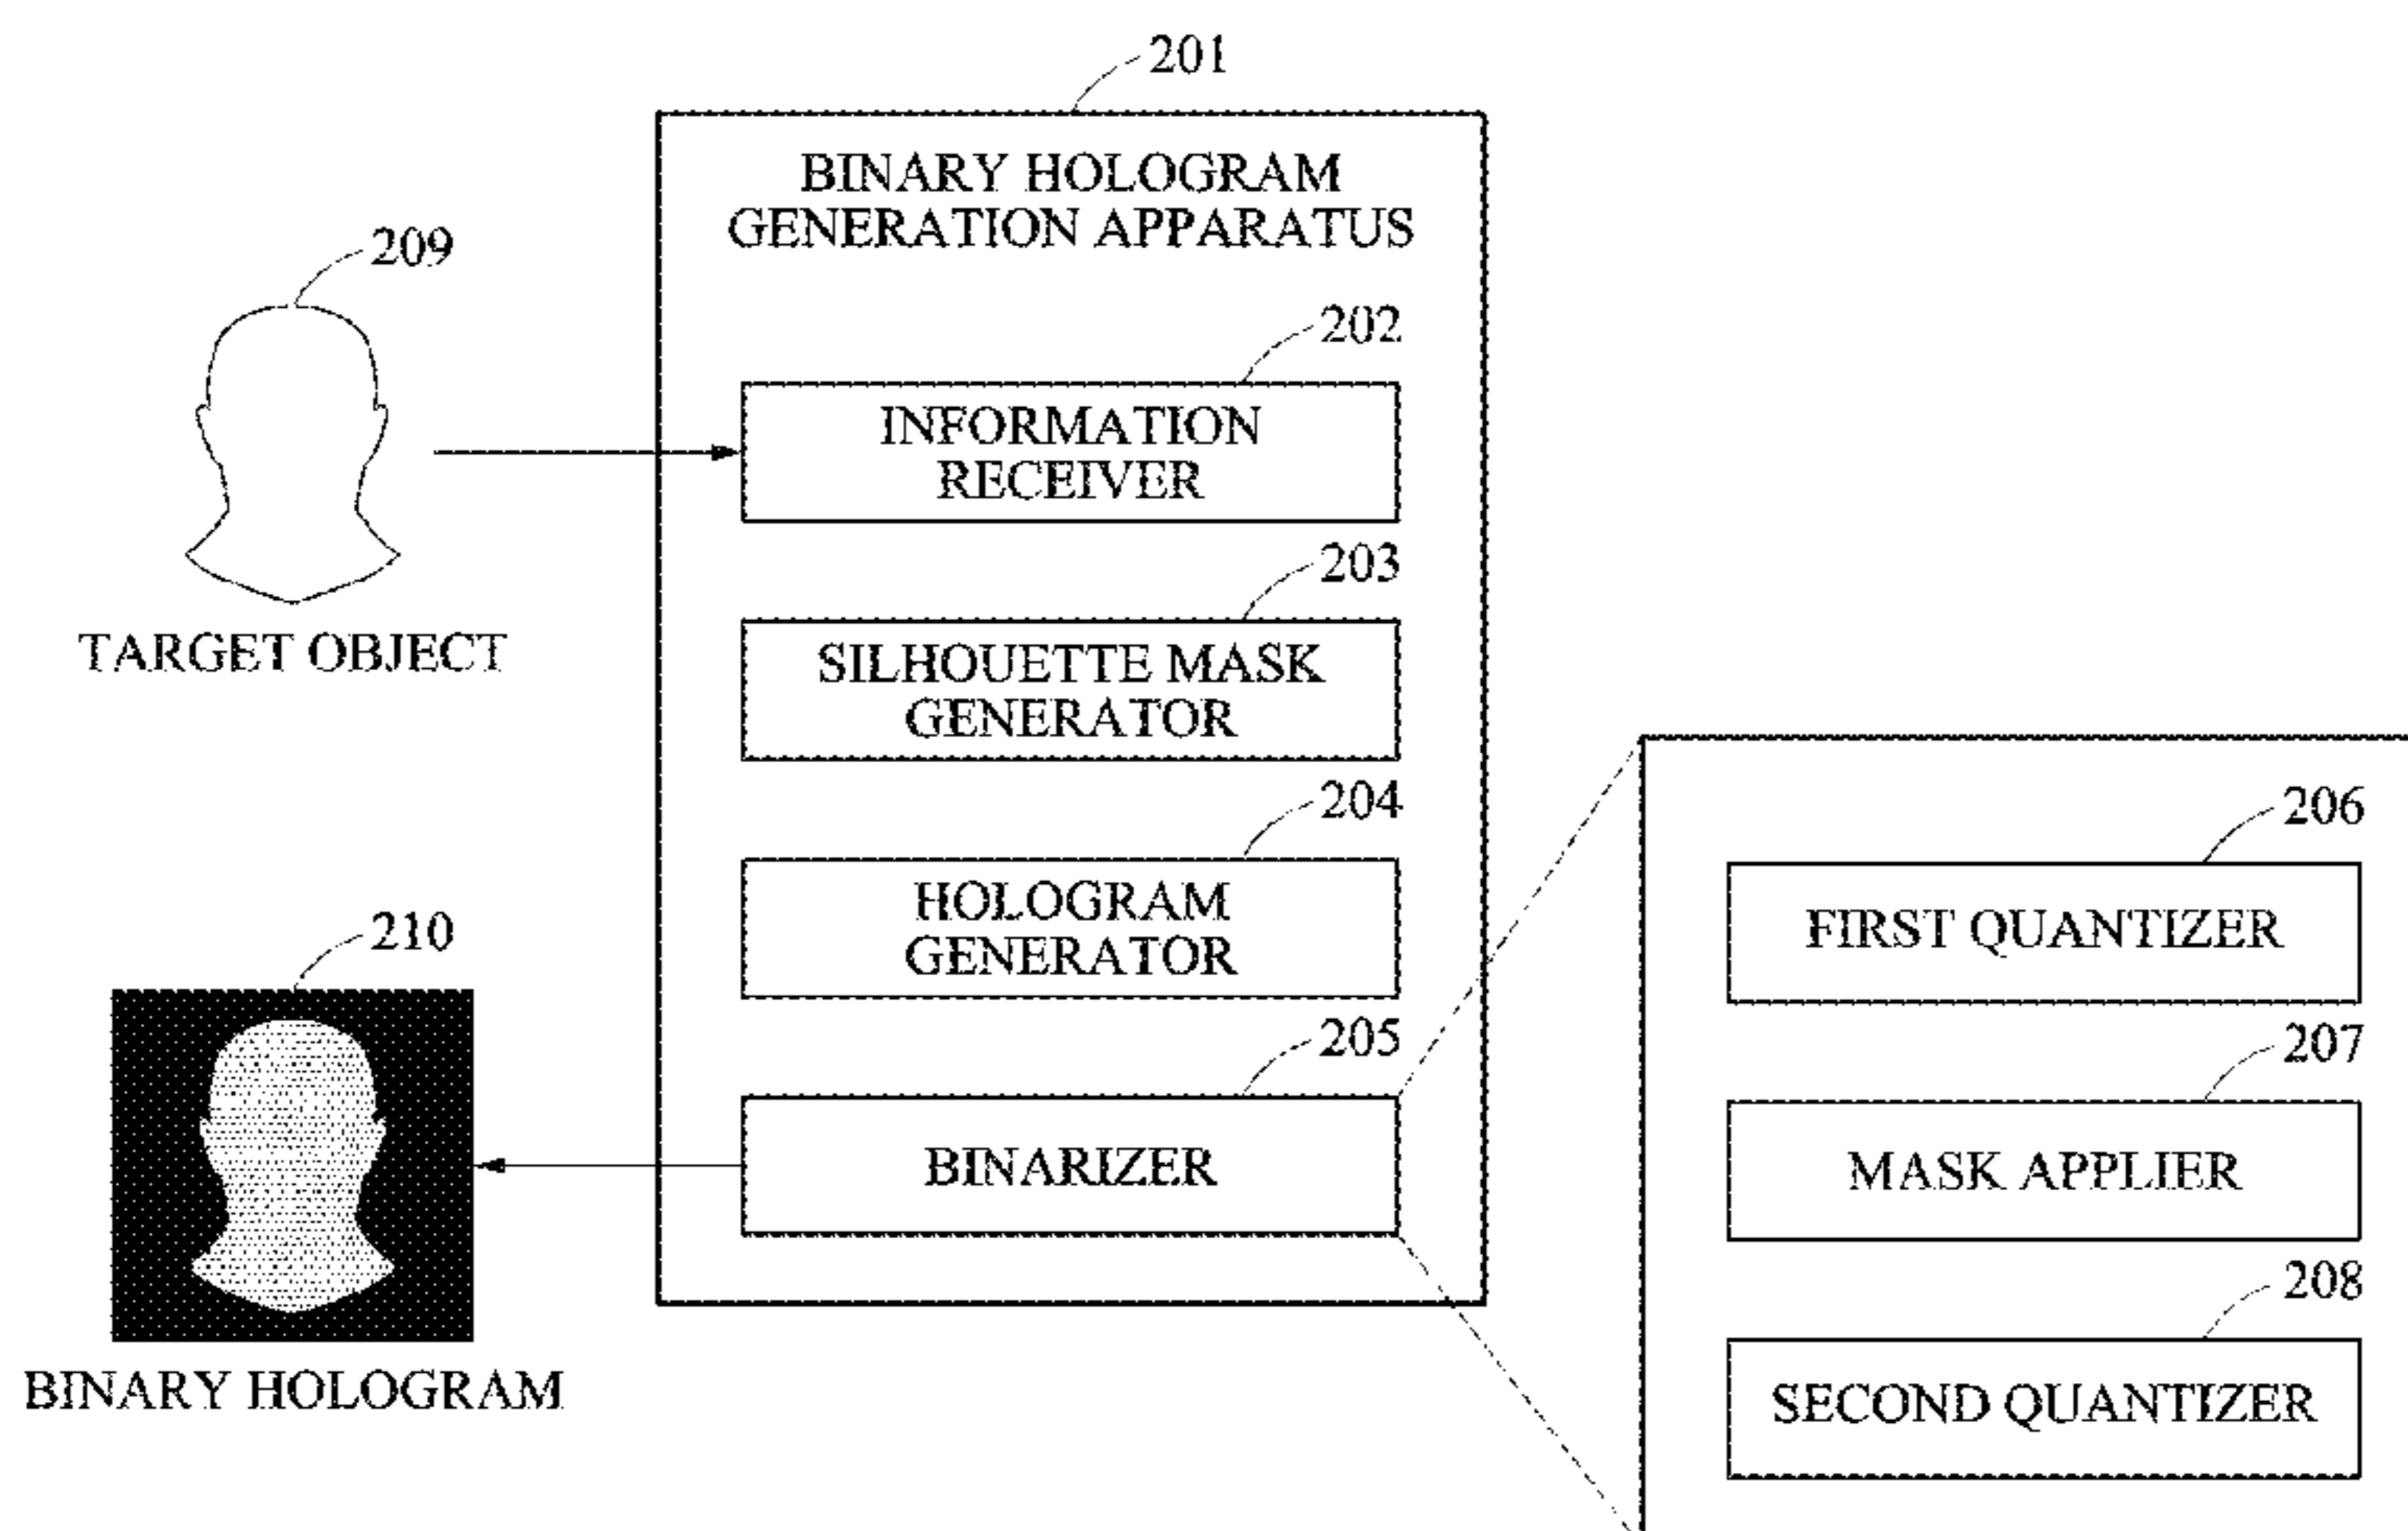 201
BINARY HOLOGRAM
GENERATION APPARATUS
209
202
INFORMATION
RECEIVER
203
TARGET OBJECT
SILHOUETTE MASK
GENERATOR
204
206
HOLOGRAM
GENERATOR
FIRST QUANTIZER
210
205
207
BINARIZER
MASK APPLIER
208
BINARY HOLOGRAM
SECOND QUANTIZER